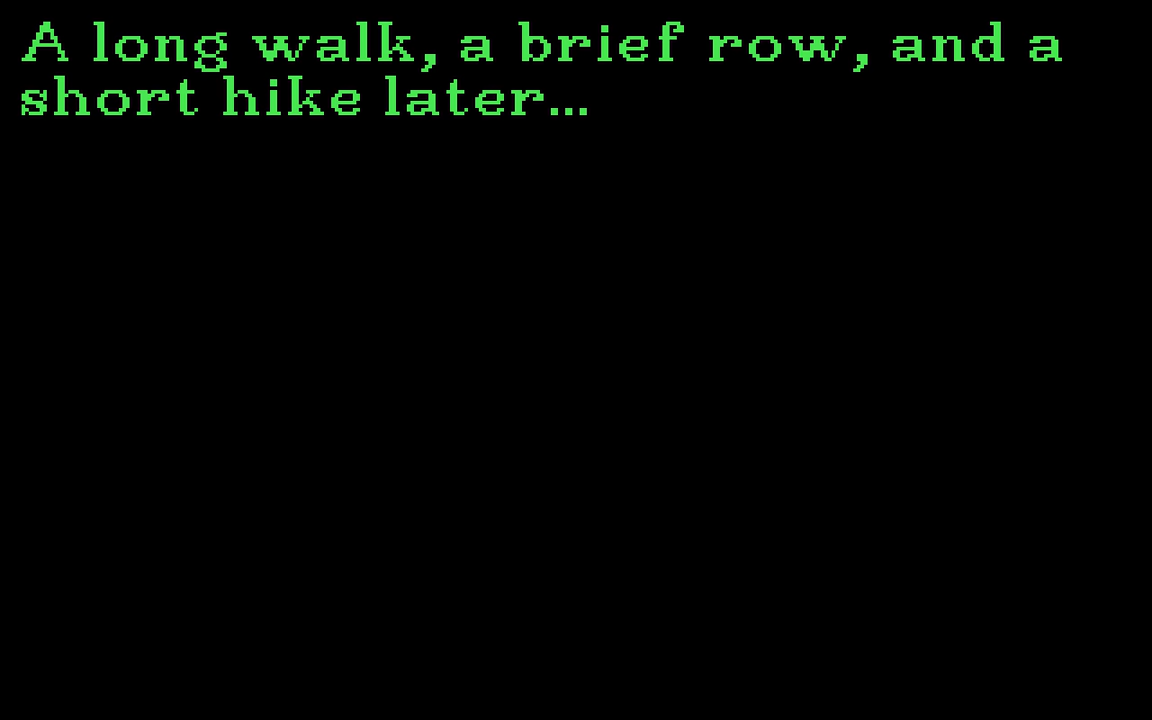 A long walk, a brief row, and a
short hike later...